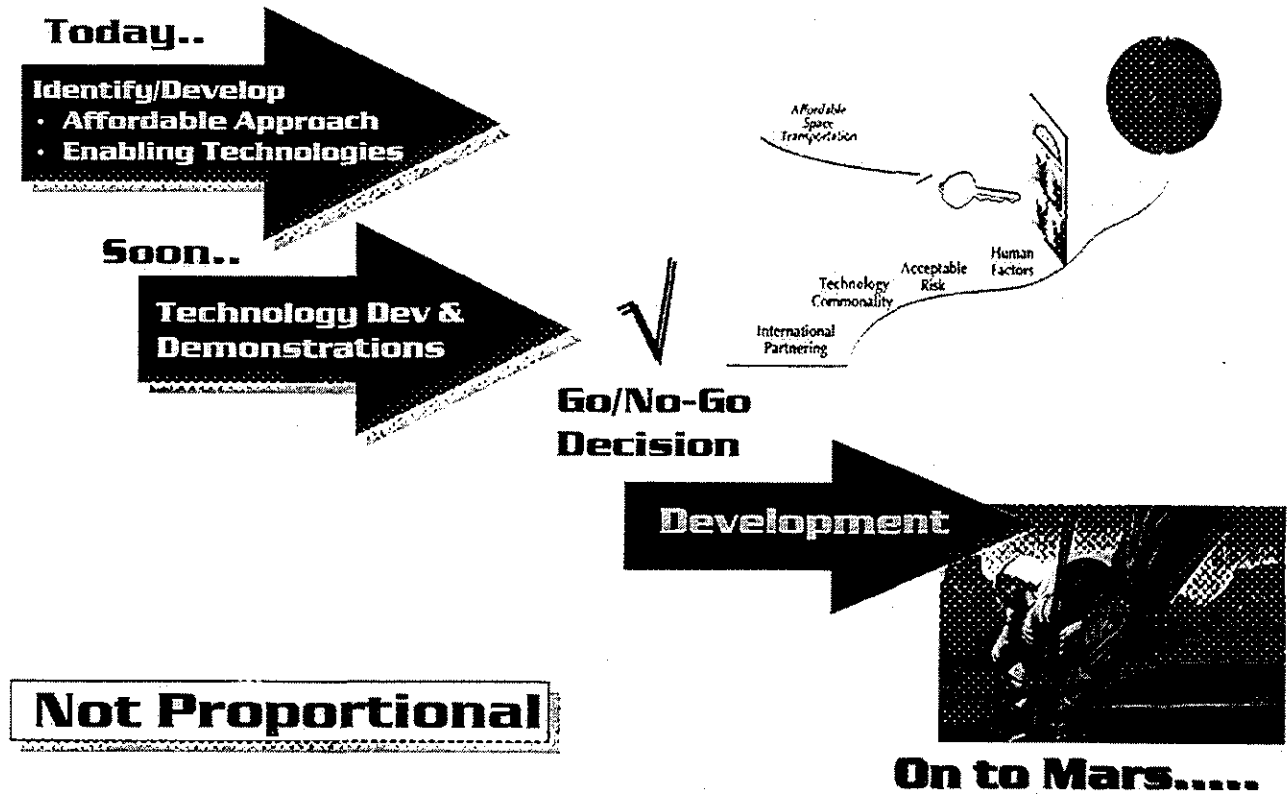 Today..
Identify/Develop
· Affordable Approach
· Enabling Technologies
Affordable
Space
Transportation
Soon..
Technology Dev &
Demonstrations
Human
Factors
Acceptable
Risk
Technology
Commonality
International
Partnering
Go/No-Go
Decision
Development
Not Proportional
On to Mars.....